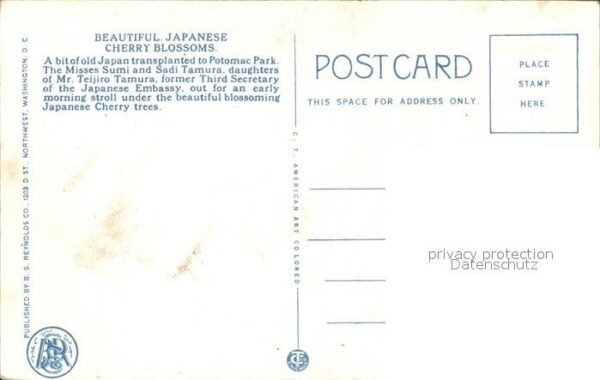 BEAUTIFUL JAPANESE
CHERRY BLOSSOMS.
A bit of old Japan transplanted to Potomac Park.
The Misses Sumi and Sadi Tamura, daughters
of Mr. Teijiro Tamura, former Third Secretary
of the Japanese Embassy, out for an early
morning stroll under the beautiful blossoming
Japanese Cherry trees.
POST CARD
THIS SPACE FOR ADDRESS ONLY.
PLACE
STAMP
HERE
PUBLISHED BY B. S. REYNOLDS CO., 1203 D ST. NORTHWEST, WASHINGTON, D. C.
C. T. AMERICAN ART COLORED
privacy protection
Datenschutz